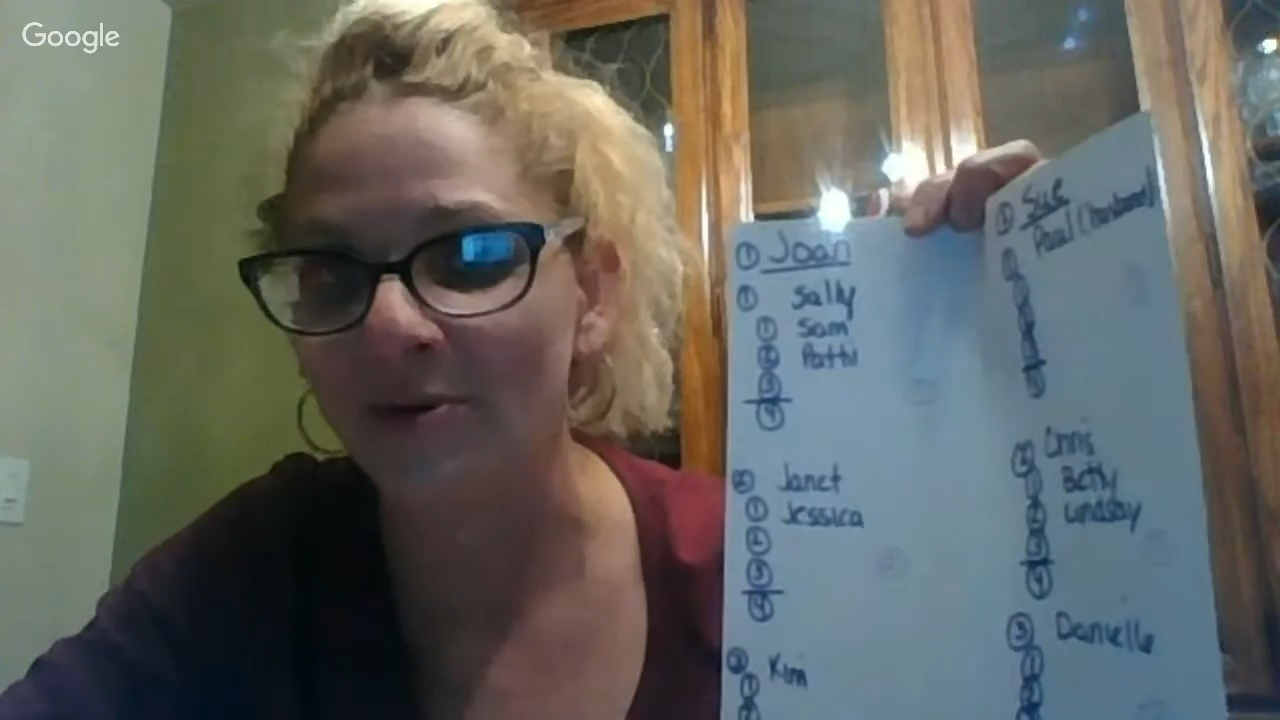 Google
① Joan
① Sally
① Sam
② Patti
③
④
② Janet
① Jessica
②
③
④
③ Kim
①
② Sue
Paul (husband)
①
②
③
④
② Chris
① Betty
② Lindsay
③
④
③ Danielle
①
②